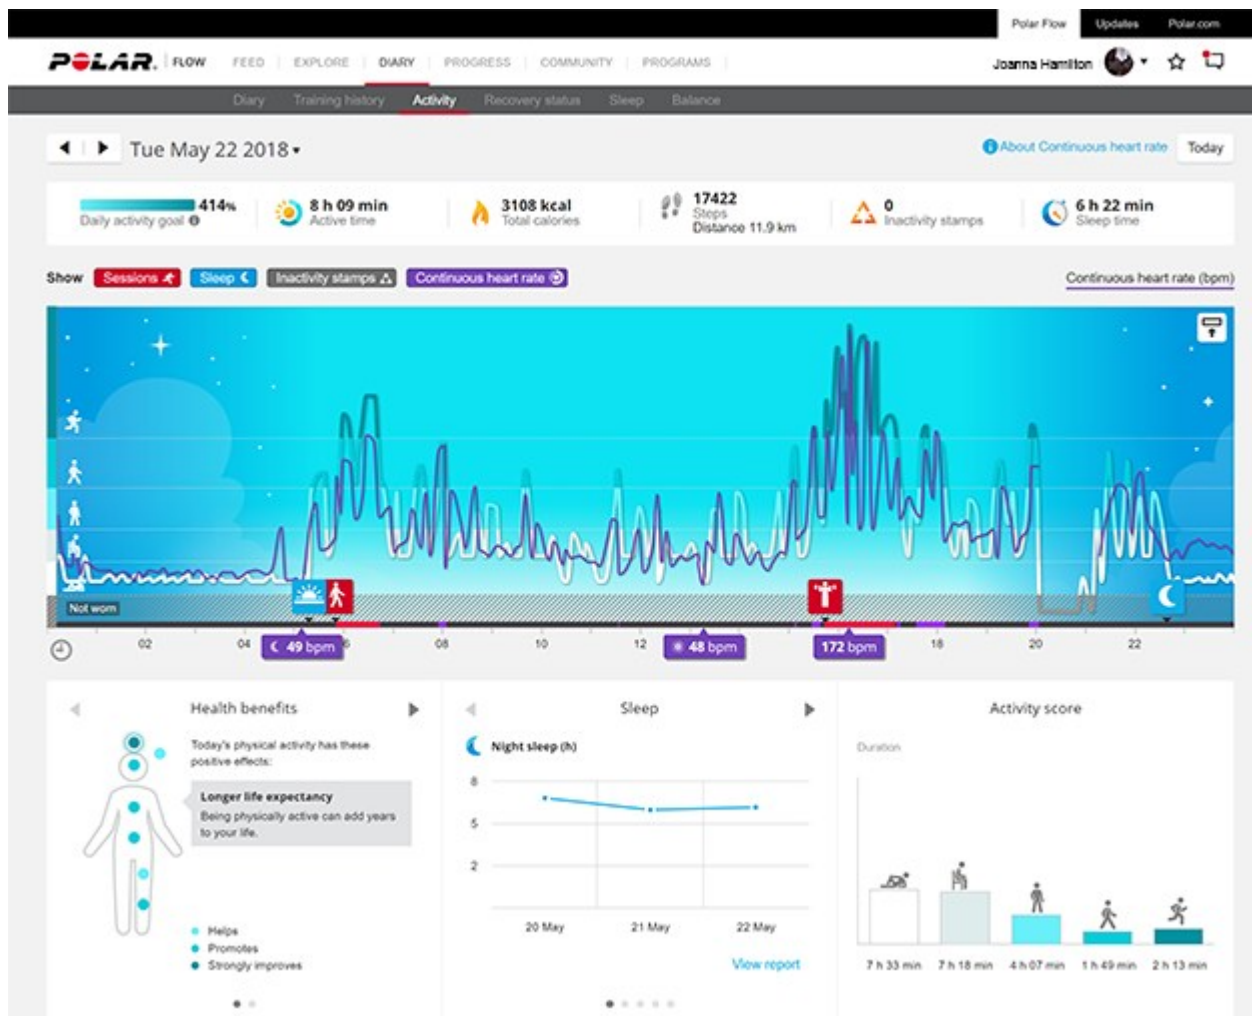 Polar Flow Updates Polar.com
POLAR. FLOW FEED EXPLORE DIARY PROGRESS COMMUNITY PROGRAMS Joanna Hamilton
Diary Training history Activity Recovery status Sleep Balance
Tue May 22 2018 About Continuous heart rate Today
414%
Daily activity goal
8 h 09 min
Active time
3108 kcal
Total calories
17422
Steps
Distance 11.9 km
0
Inactivity stamps
6 h 22 min
Sleep time
Show Sessions Sleep Inactivity stamps Continuous heart rate Continuous heart rate (bpm)
Not worn
02 04 6 08 10 12 18 20 22
49 bpm 48 bpm 172 bpm
Health benefits
Today's physical activity has these
positive effects:
Longer life expectancy
Being physically active can add years
to your life.
Helps
Promotes
Strongly improves
Sleep
Night sleep (h)
8
5
2
20 May 21 May 22 May
View report
Activity score
Duration
7 h 33 min 7 h 18 min 4 h 07 min 1 h 49 min 2 h 13 min